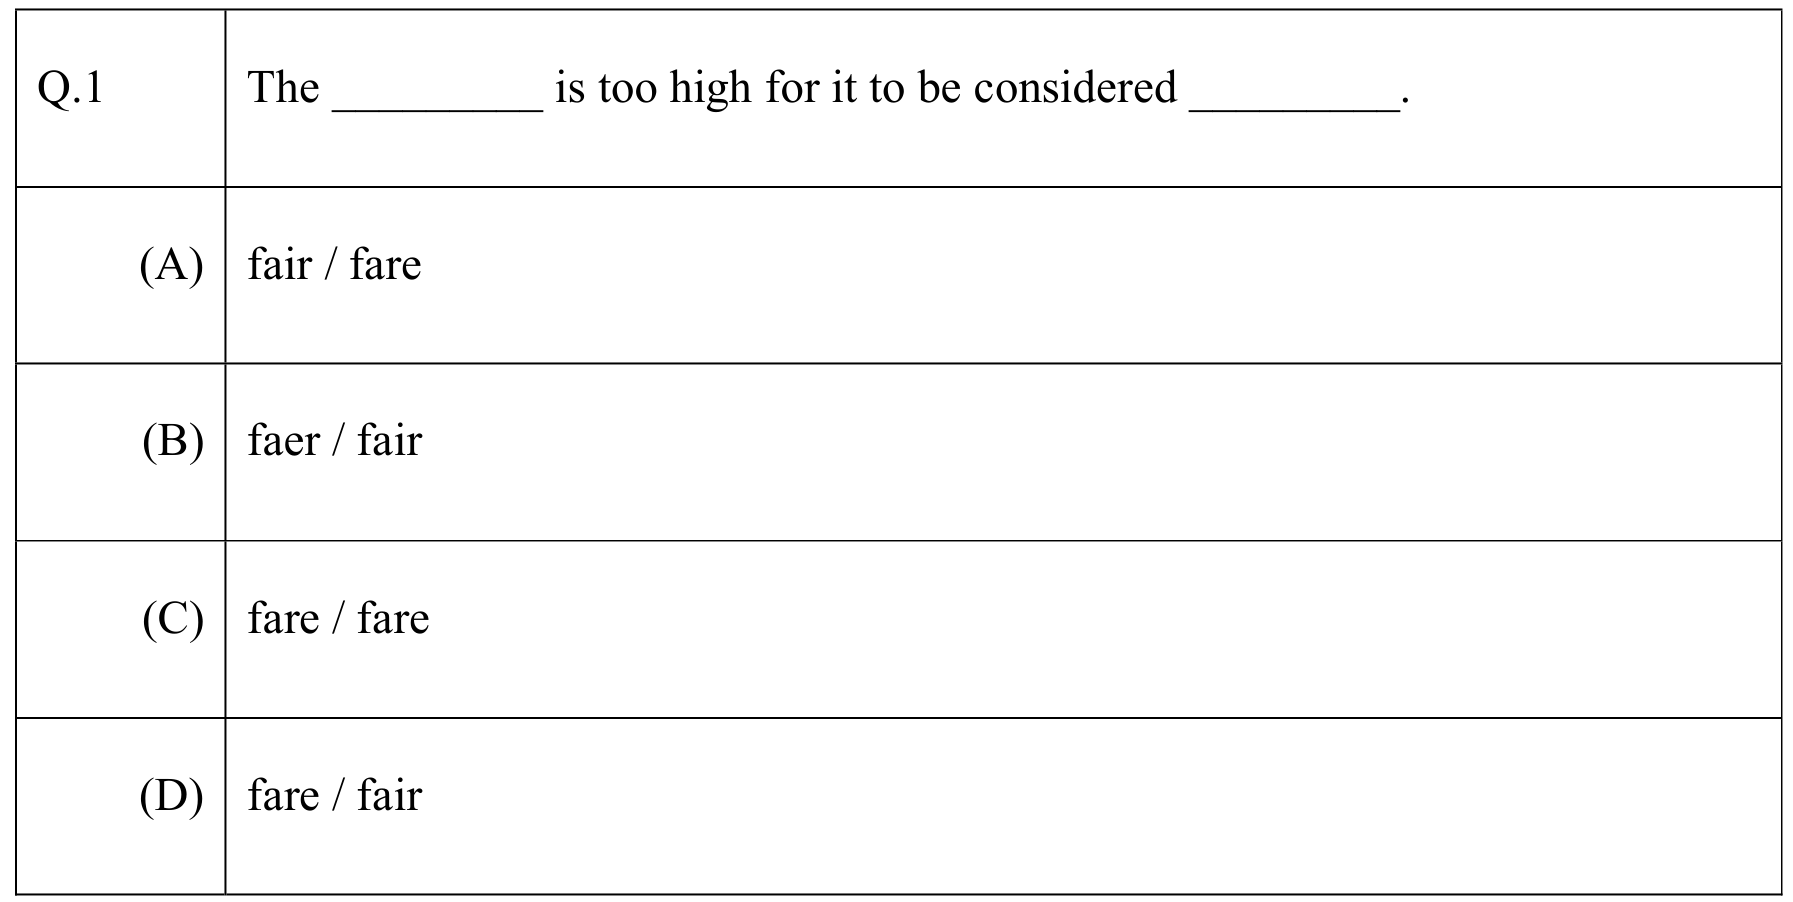 Q.1 The _________ is too high for it to be considered _________.
(A) fair / fare
(B) faer / fair
(C) fare / fare
(D) fare / fair